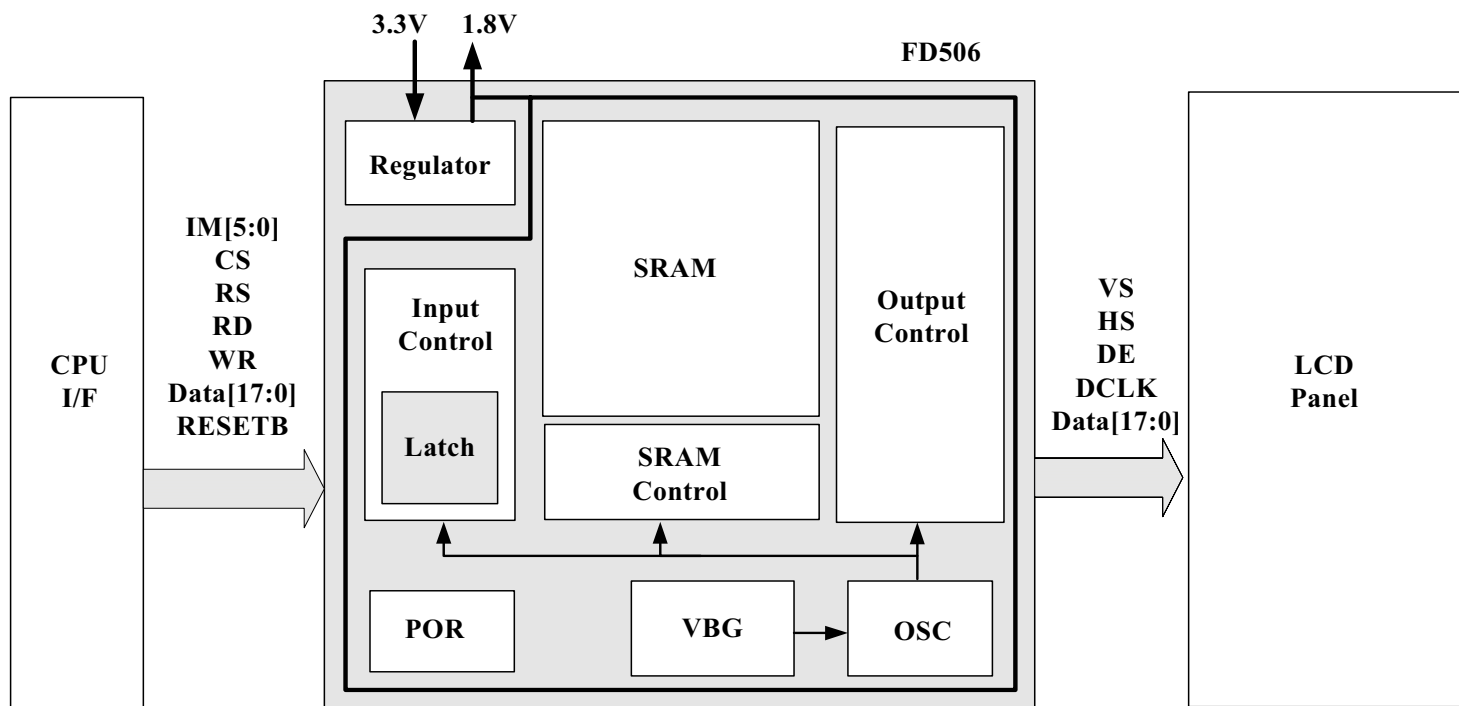 3.3V 1.8V
FD506
CPU
I/F
IM[5:0]
CS
RS
RD
WR
Data[17:0]
RESETB
Regulator
Input
Control
Latch
POR
SRAM
SRAM
Control
VBG
OSC
Output
Control
VS
HS
DE
DCLK
Data[17:0]
LCD
Panel